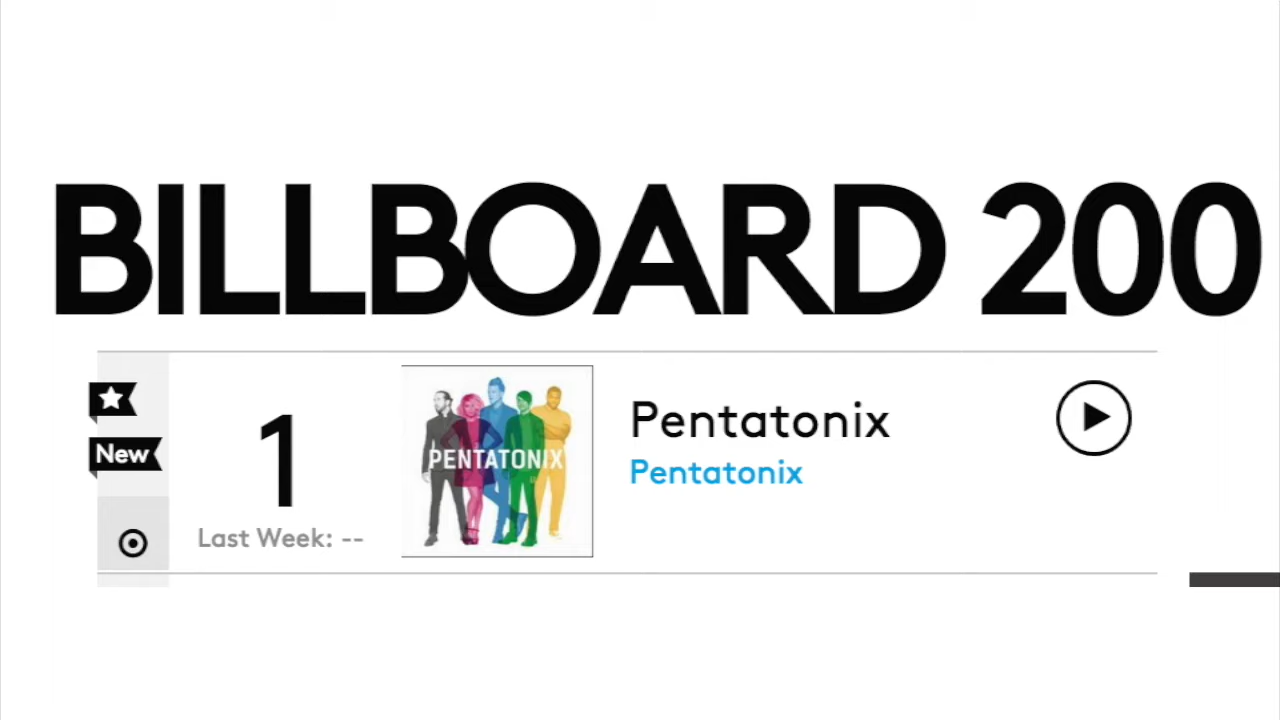 BILLBOARD 200
New
1
Last Week: --
PENTATONIX
Pentatonix
Pentatonix